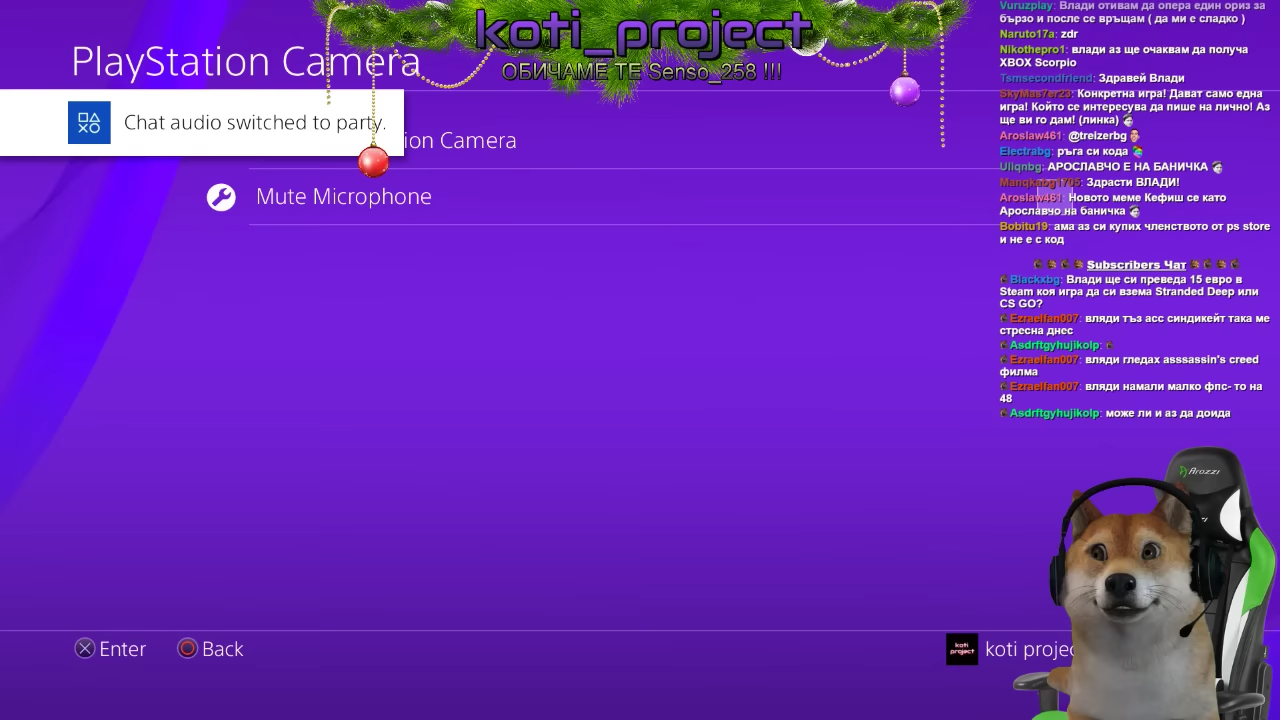 PlayStation Camera
Chat audio switched to party.
ion Camera
Mute Microphone
koti_project
ОБИЧАМЕ ТЕ Senso_258 !!!
Vuruzplay: Влади отивам да опера един ориз за
бързо и после се връщам ( да ми е сладко )
Naruto17a: zdr
Nikothepro1: влади аз ще очаквам да получа
XBOX Scorpio
Tsmsecondfriend: Здравей Влади
SkyMas7er23: Конкретна игра! Дават само една
игра! Който се интересува да пише на лично! Аз
ще ви го дам! (линка)
Aroslaw461: @treizerbg
Electrabg: ръга си кода
Uliqnbg: АРОСЛАВЧО Е НА БАНИЧКА
Manqkabg1705: Здрасти ВЛАДИ!
Aroslaw461: Новото меме Кефиш се като
Арославчо на баничка
Bobitu19: ама аз си купих членството от ps store
и не е с код
Subscribers Чат
Blackxbg: Влади ще си преведа 15 евро в
Steam коя игра да си взема Stranded Deep или
CS GO?
Ezraelfan007: вляди тъз асс синдикейт така ме
стресна днес
Asdrftgyhujikolp:
Ezraelfan007: вляди гледах asssassin's creed
филма
Ezraelfan007: вляди намали малко фпс- то на
48
Asdrftgyhujikolp: може ли и аз да доида
Arozzi
Enter
Back
koti project
koti projec